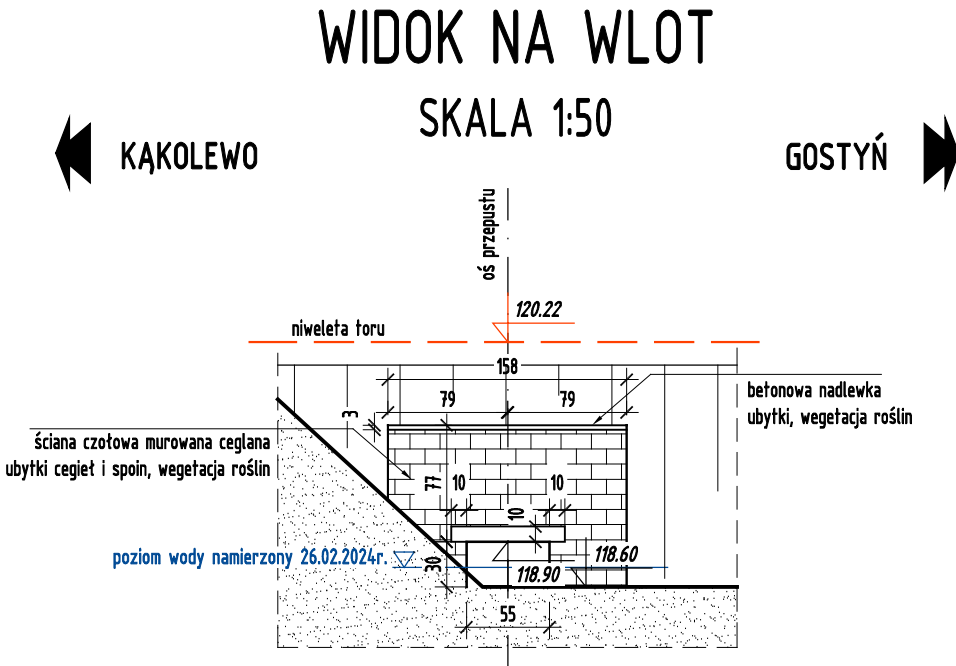 WIDOK NA WLOT
SKALA 1:50
KĄKOLEWO
GOSTYŃ
oś przepustu
120.22
niweleta toru
158
79
79
3
betonowa nadlewka
ubytki, wegetacja roślin
ściana czołowa murowana ceglana
ubytki cegieł i spoin, wegetacja roślin
77
10
10
10
poziom wody namierzony 26.02.2024r.
30
118.60
118.90
55